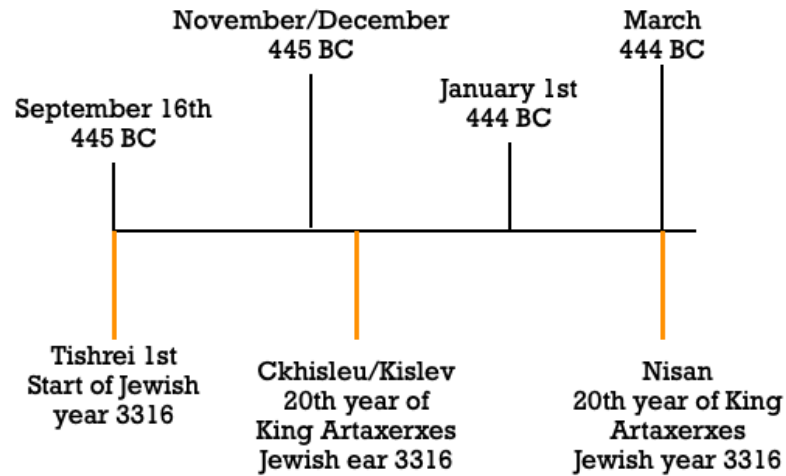 November/December
445 BC
March
444 BC
January 1st
444 BC
September 16th
445 BC
Tishrei 1st
Start of Jewish
year 3316
Ckhisleu/Kislev
20th year of
King Artaxerxes
Jewish ear 3316
Nisan
20th year of King
Artaxerxes
Jewish year 3316